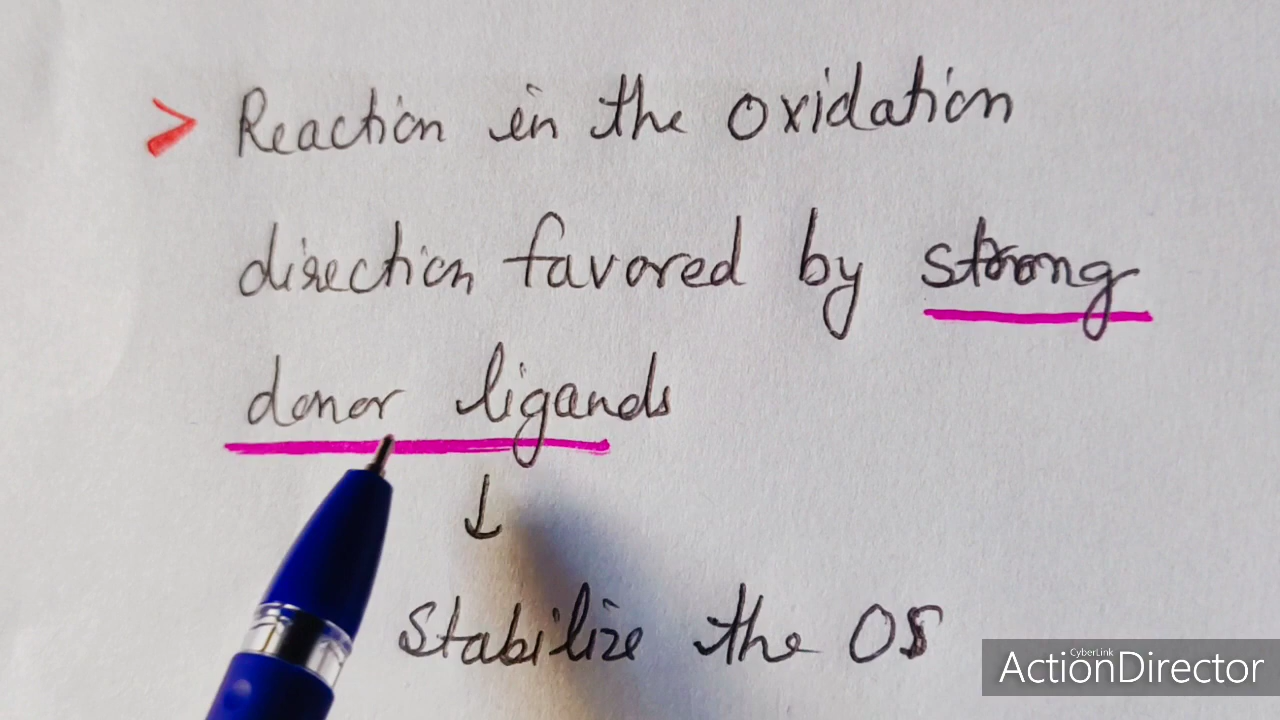 > Reaction in the oxidation
direction favored by strong
donor ligands
↓
Stabilize the OS
CyberLink
ActionDirector